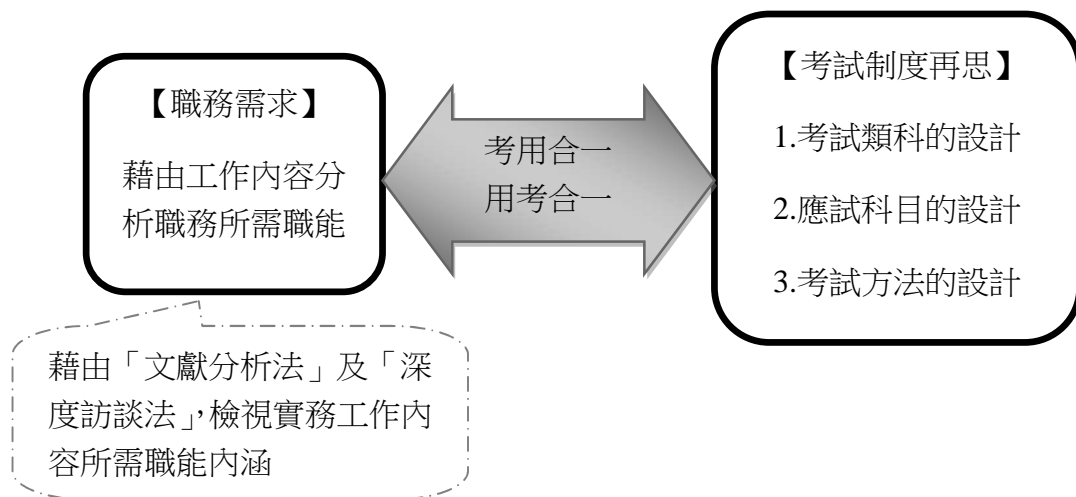 【職務需求】
藉由工作內容分
析職務所需職能
考用合一
用考合一
【考試制度再思】
1.考試類科的設計
2.應試科目的設計
3.考試方法的設計
藉由「文獻分析法」及「深
度訪談法」，檢視實務工作內
容所需職能內涵